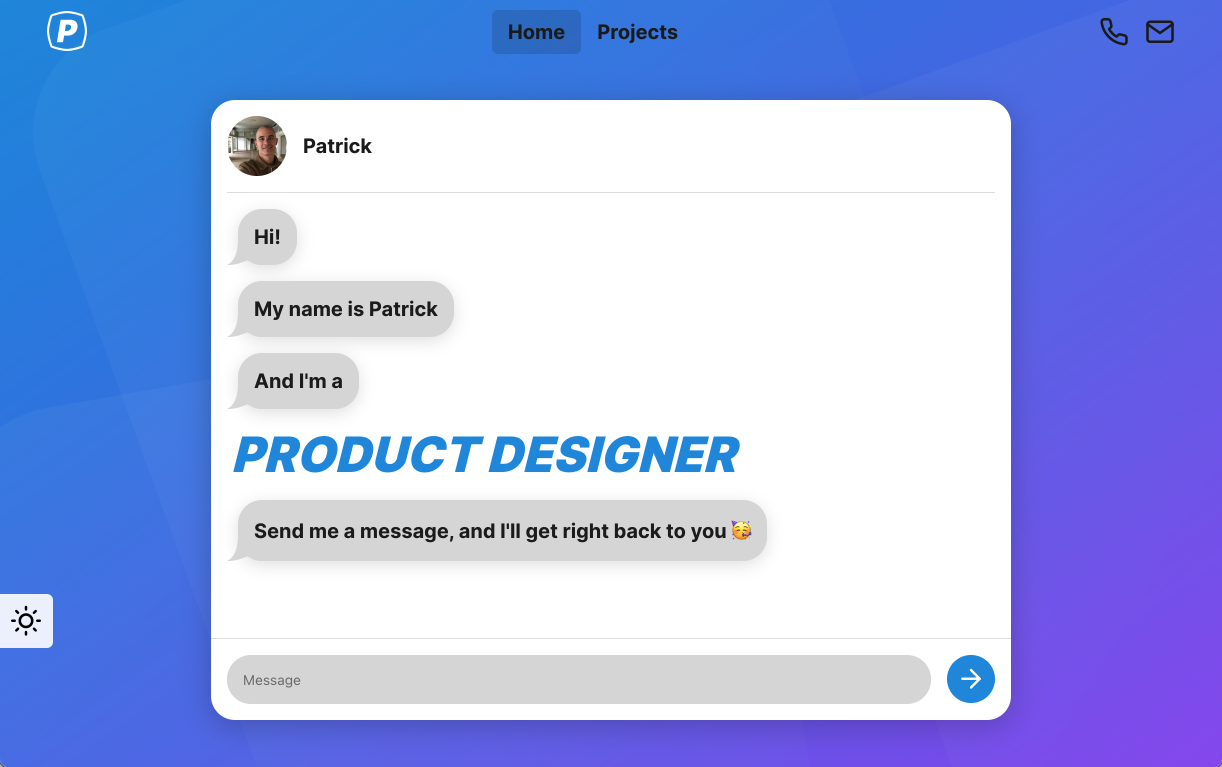 P
Home
Projects
Patrick
Hi!
My name is Patrick
And I'm a
PRODUCT DESIGNER
Send me a message, and I'll get right back to you 🥳
Message